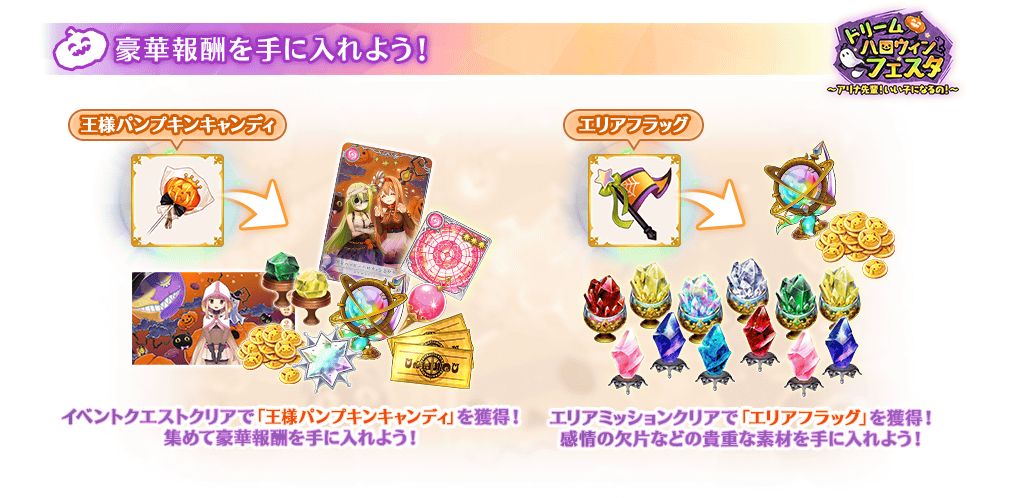 豪華報酬を手に入れよう!
ドリーム
ハロウィン
フェスタ
～アリナ先輩!いい子になるの!～
王様パンプキンキャンディ
エリアフラッグ
イベントクエストクリアで「王様パンプキンキャンディ」を獲得!
集めて豪華報酬を手に入れよう!
エリアミッションクリアで「エリアフラッグ」を獲得!
感情の欠片などの貴重な素材を手に入れよう!